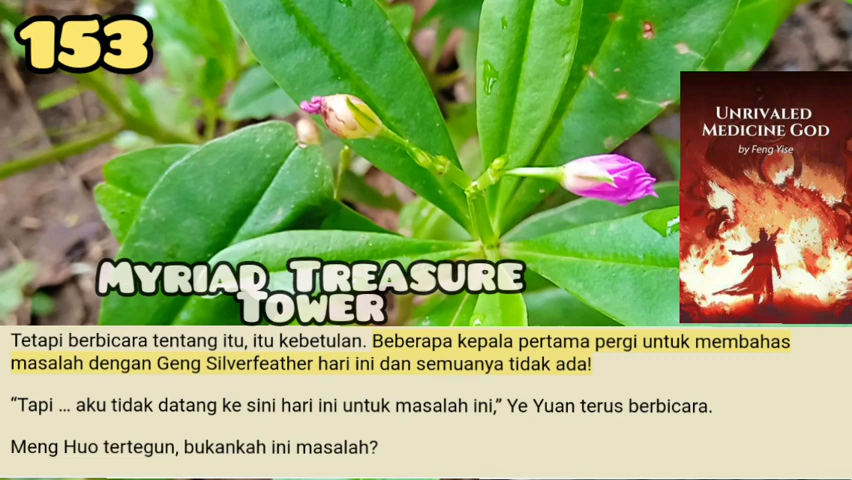 153
UNRIVALED
MEDICINE GOD
by Feng Yise
MYRIAD TREASURE
TOWER
Tetapi berbicara tentang itu, itu kebetulan. Beberapa kepala pertama pergi untuk membahas
masalah dengan Geng Silverfeather hari ini dan semuanya tidak ada!
“Tapi … aku tidak datang ke sini hari ini untuk masalah ini,” Ye Yuan terus berbicara.
Meng Huo tertegun, bukankah ini masalah?